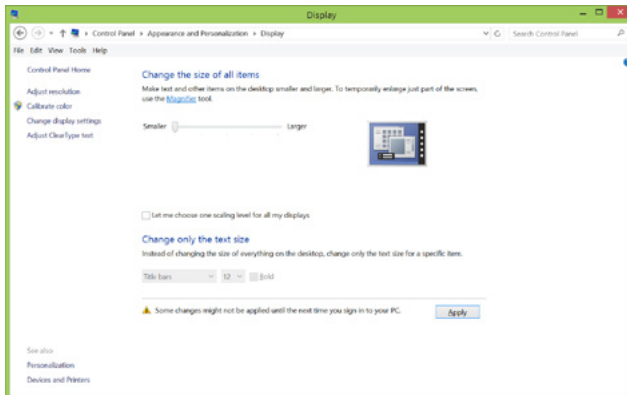 Display
Control Panel › Appearance and Personalization › Display
Search Control Panel
File Edit View Tools Help
Control Panel Home
Adjust resolution
Calibrate color
Change display settings
Adjust ClearType text
Change the size of all items
Make text and other items on the desktop smaller and larger. To temporarily enlarge just part of the screen,
use the Magnifier tool.
Smaller Larger
Let me choose one scaling level for all my displays
Change only the text size
Instead of changing the size of everything on the desktop, change only the text size for a specific item.
Title bars 12 Bold
Some changes might not be applied until the next time you sign in to your PC. Apply
See also
Personalization
Devices and Printers